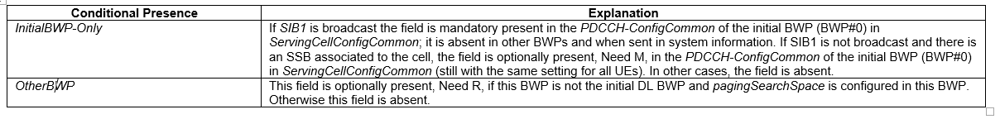 Conditional Presence Explanation
InitialBWP-Only If SIB1 is broadcast the field is mandatory present in the PDCCH-ConfigCommon of the initial BWP (BWP#0) in
ServingCellConfigCommon; it is absent in other BWPs and when sent in system information. If SIB1 is not broadcast and there is
an SSB associated to the cell, the field is optionally present, Need M, in the PDCCH-ConfigCommon of the initial BWP (BWP#0)
in ServingCellConfigCommon (still with the same setting for all UEs). In other cases, the field is absent.
OtherBWP This field is optionally present, Need R, if this BWP is not the initial DL BWP and pagingSearchSpace is configured in this BWP.
Otherwise this field is absent.